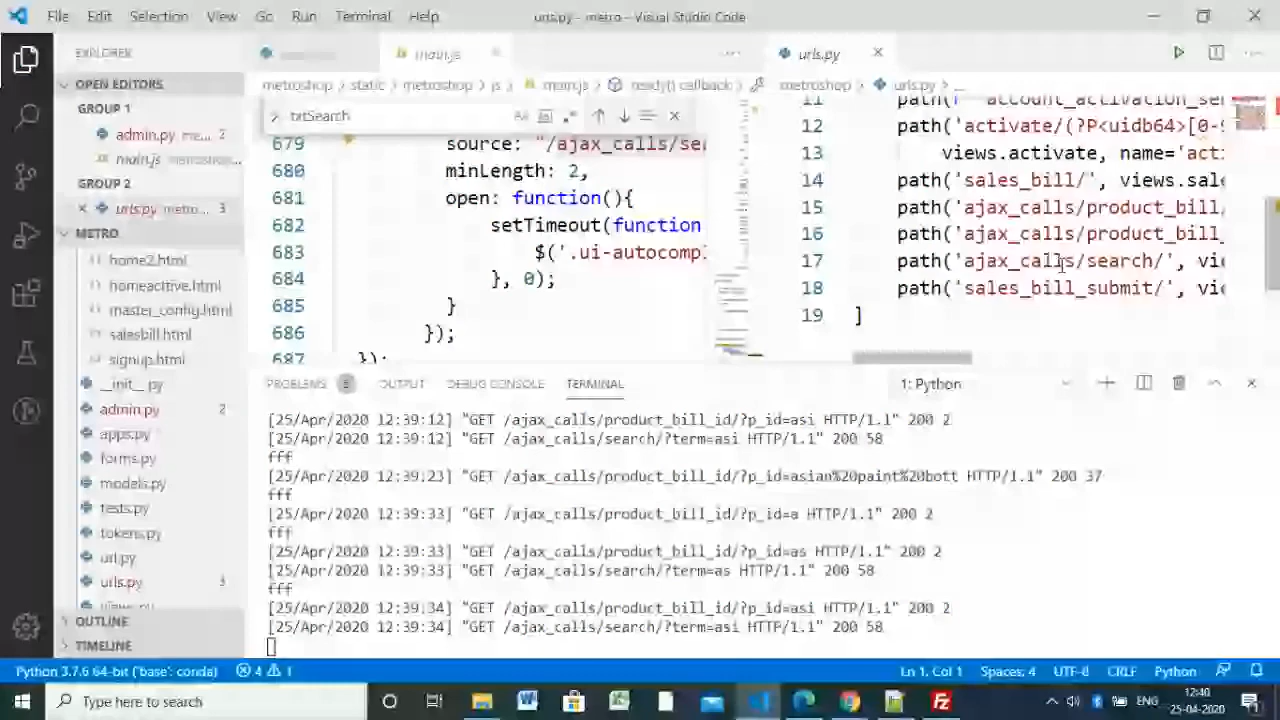 File Edit Selection View Go Run Terminal Help urls.py - metro - Visual Studio Code
EXPLORER
main.js
urls.py
OPEN EDITORS
metroshop > static > metroshop > js > main.js > ready() callback
metroshop > urls.py >
GROUP 1
admin.py me... 2
main.js metroshop...
GROUP 2
urls.py metro... 3
METRO
home2.html
homeactive.html
master_config.html
salesbill.html
signup.html
__init__.py
admin.py 2
apps.py
forms.py
models.py
tests.py
tokens.py
url.py
urls.py 3
views.py
OUTLINE
TIMELINE
txtSearch
679 source: "/ajax_calls/sea
680 minLength: 2,
681 open: function(){
682 setTimeout(function
683 $('.ui-autocomp
684 }, 0);
685 }
686 });
687 });
11 path( account_activation_se
12 path('activate/(?P<uidb64>[0-9
13 views.activate, name='acti
14 path('sales_bill/', views.sale
15 path('ajax_calls/product_bill_
16 path('ajax_calls/product_bill_
17 path('ajax_calls/search/', vie
18 path('sales_bill_submit/', vie
19 ]
PROBLEMS OUTPUT DEBUG CONSOLE TERMINAL 1: Python
[25/Apr/2020 12:39:12] "GET /ajax_calls/product_bill_id/?p_id=asi HTTP/1.1" 200 2
[25/Apr/2020 12:39:12] "GET /ajax_calls/search/?term=asi HTTP/1.1" 200 58
fff
[25/Apr/2020 12:39:23] "GET /ajax_calls/product_bill_id/?p_id=asian%20paint%20bott HTTP/1.1" 200 37
fff
[25/Apr/2020 12:39:33] "GET /ajax_calls/product_bill_id/?p_id=a HTTP/1.1" 200 2
fff
[25/Apr/2020 12:39:33] "GET /ajax_calls/product_bill_id/?p_id=as HTTP/1.1" 200 2
[25/Apr/2020 12:39:33] "GET /ajax_calls/search/?term=as HTTP/1.1" 200 58
fff
[25/Apr/2020 12:39:34] "GET /ajax_calls/product_bill_id/?p_id=asi HTTP/1.1" 200 2
[25/Apr/2020 12:39:34] "GET /ajax_calls/search/?term=asi HTTP/1.1" 200 58
Python 3.7.6 64-bit ('base': conda) 4 1 Ln 1, Col 1 Spaces: 4 UTF-8 CRLF Python
Type here to search
ENG
12:40
25-04-2020